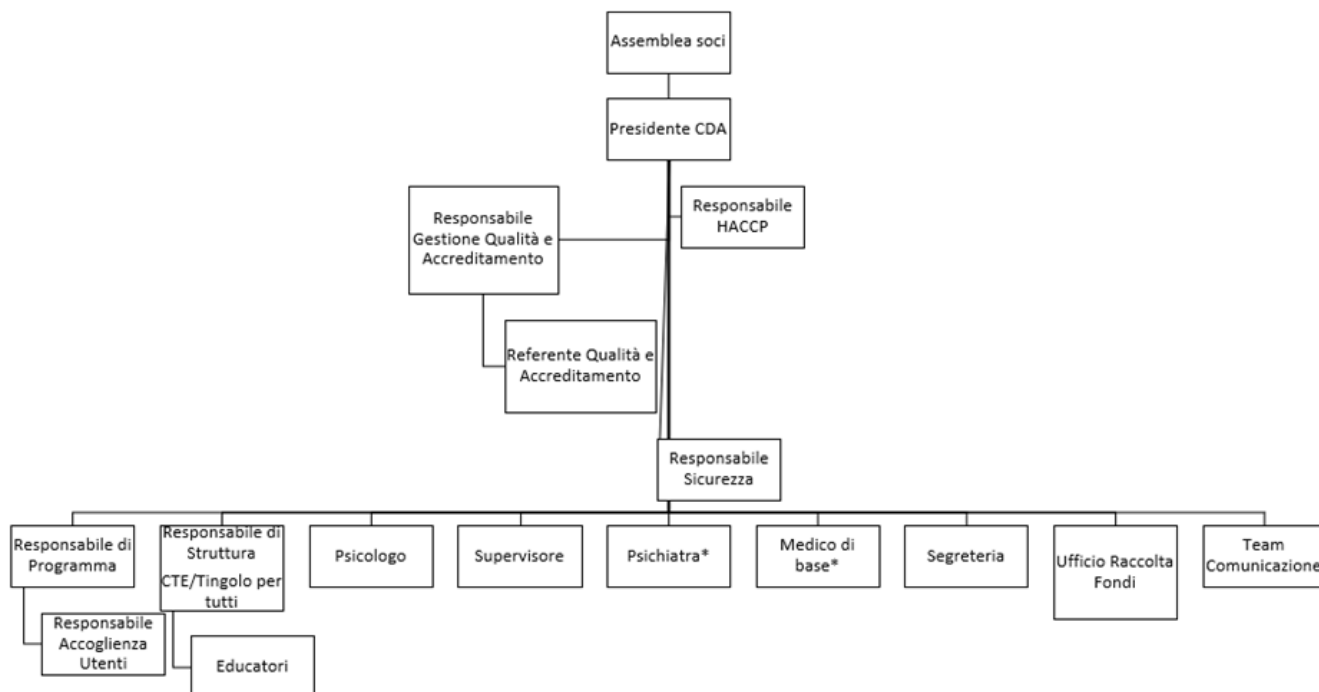 Assemblea soci
Presidente CDA
Responsabile
Gestione Qualità e
Accreditamento
Responsabile
HACCP
Referente Qualità e
Accreditamento
Responsabile
Sicurezza
Responsabile di
Programma
Responsabile di
Struttura
CTE/Tingolo per
tutti
Psicologo
Supervisore
Psichiatra*
Medico di
base*
Segreteria
Ufficio Raccolta
Fondi
Team
Comunicazione
Responsabile
Accoglienza
Utenti
Educatori